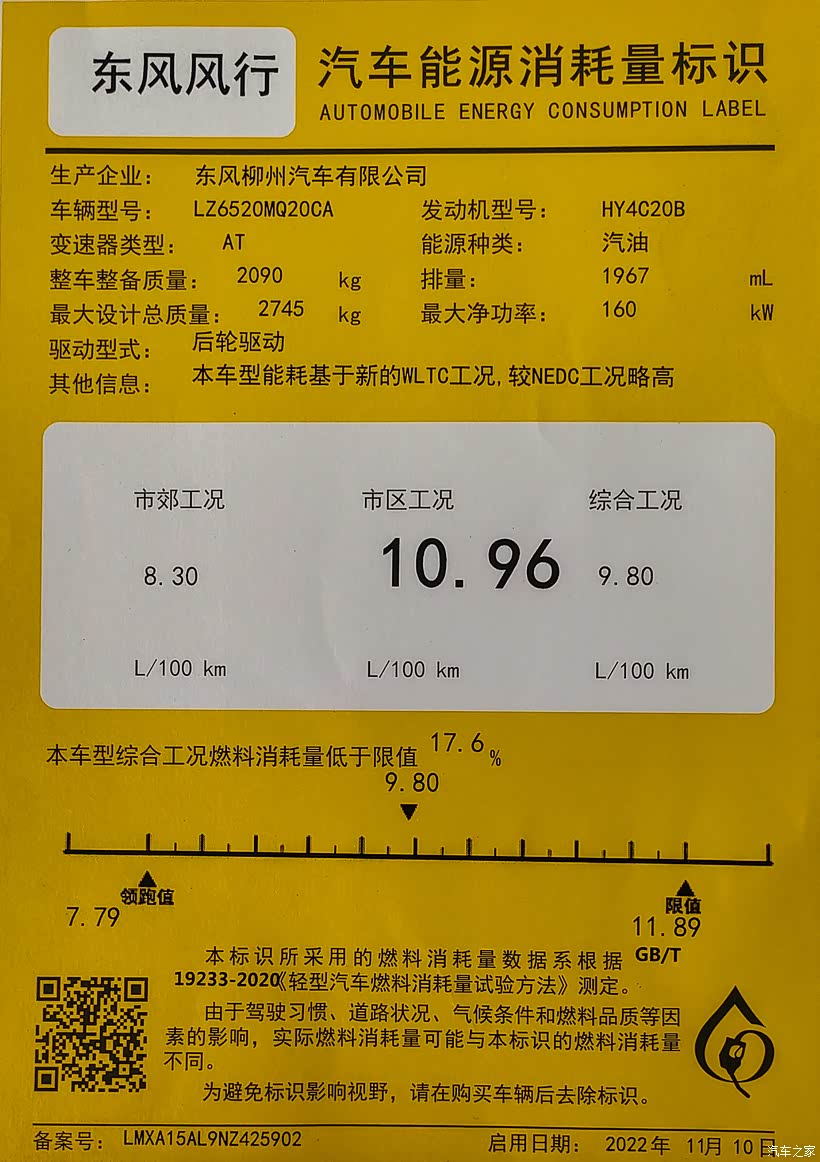 东风风行 汽车能源消耗量标识
AUTOMOBILE ENERGY CONSUMPTION LABEL
生产企业： 东风柳州汽车有限公司
车辆型号： LZ6520MQ20CA 发动机型号： HY4C20B
变速器类型： AT 能源种类： 汽油
整车整备质量： 2090 kg 排量： 1967 mL
最大设计总质量： 2745 kg 最大净功率： 160 kW
驱动型式： 后轮驱动
其他信息： 本车型能耗基于新的WLTC工况,较NEDC工况略高
市郊工况 市区工况 综合工况
8.30 10.96 9.80
L/100 km L/100 km L/100 km
本车型综合工况燃料消耗量低于限值 17.6 %
9.80
领跑值 限值
7.79 11.89
本标识所采用的燃料消耗量数据系根据 GB/T
19233-2020《轻型汽车燃料消耗量试验方法》测定。
由于驾驶习惯、道路状况、气候条件和燃料品质等因
素的影响，实际燃料消耗量可能与本标识的燃料消耗量
不同。
为避免标识影响视野，请在购买车辆后去除标识。
备案号： LMXA15AL9NZ425902 启用日期： 2022年 11月 10日
汽车之家